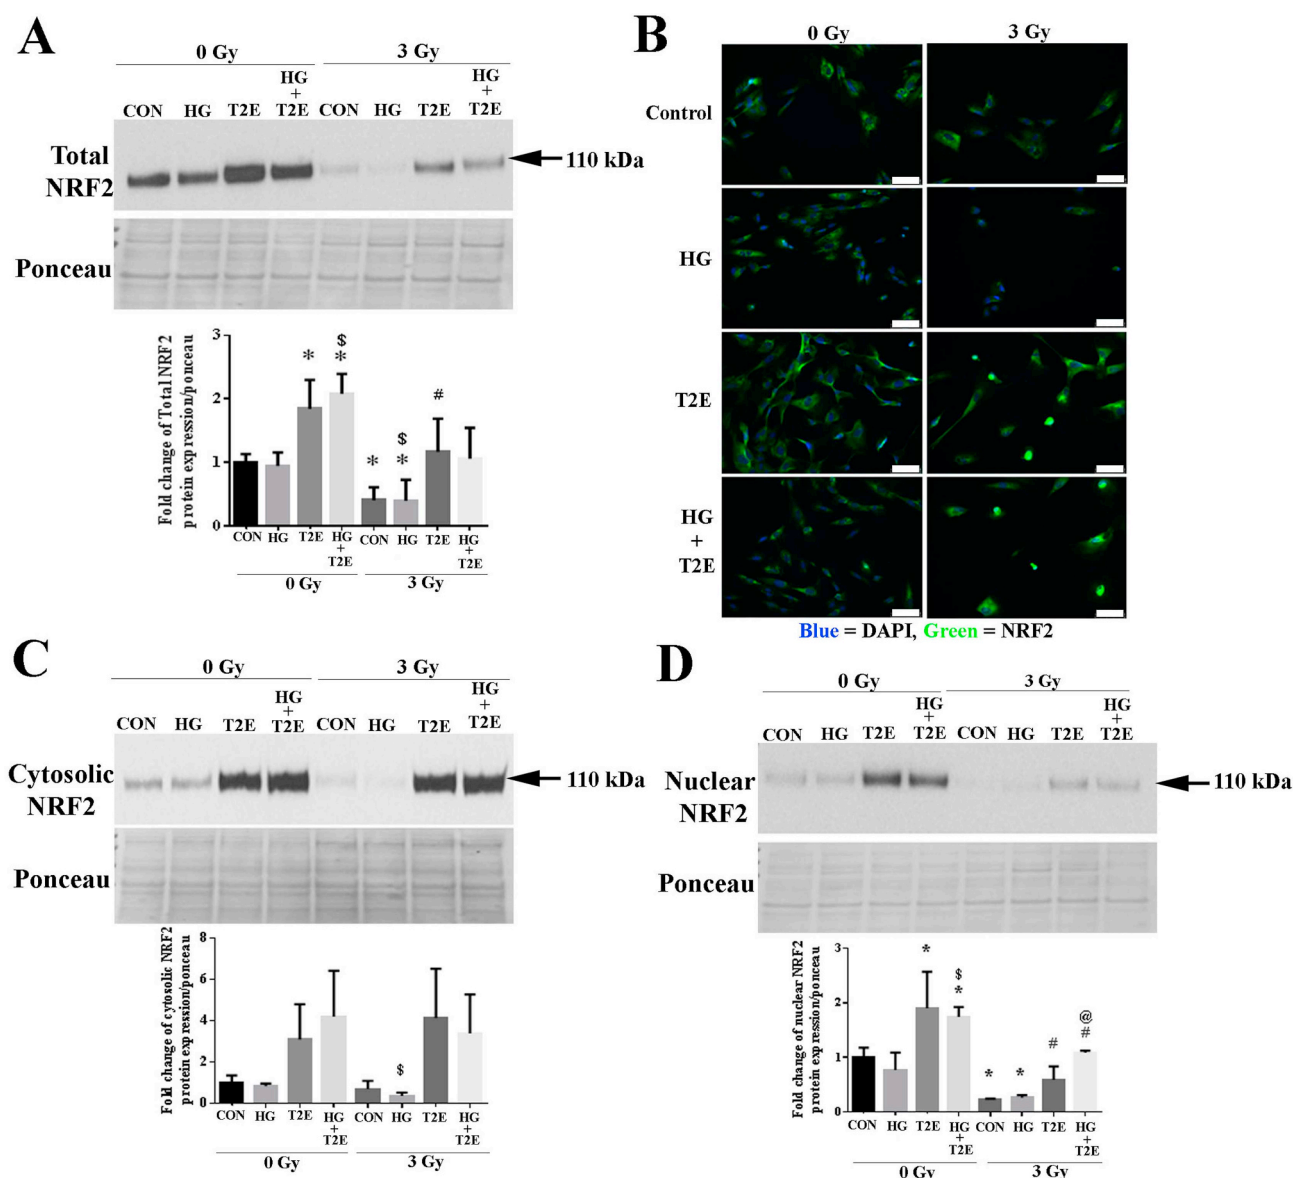 A
0 Gy
3 Gy
CON HG T2E HG + T2E CON HG T2E HG + T2E
Total NRF2
110 kDa
Ponceau
Fold change of Total NRF2
protein expression/ponceau
3
2
1
0
* $ * * $ * #
CON HG T2E HG + T2E CON HG T2E HG + T2E
0 Gy
3 Gy
B
0 Gy
3 Gy
Control
HG
T2E
HG
+
T2E
Blue = DAPI, Green = NRF2
C
0 Gy
3 Gy
CON HG T2E HG + T2E CON HG T2E HG + T2E
Cytosolic
NRF2
110 kDa
Ponceau
Fold change of cytosolic NRF2
protein expression/ponceau
8
6
4
2
0
$
CON HG T2E HG + T2E CON HG T2E HG + T2E
0 Gy
3 Gy
D
0 Gy
3 Gy
CON HG T2E HG + T2E CON HG T2E HG + T2E
Nuclear
NRF2
110 kDa
Ponceau
Fold change of nuclear NRF2
protein expression/ponceau
3
2
1
0
* $ * * * # @ #
CON HG T2E HG + T2E CON HG T2E HG + T2E
0 Gy
3 Gy